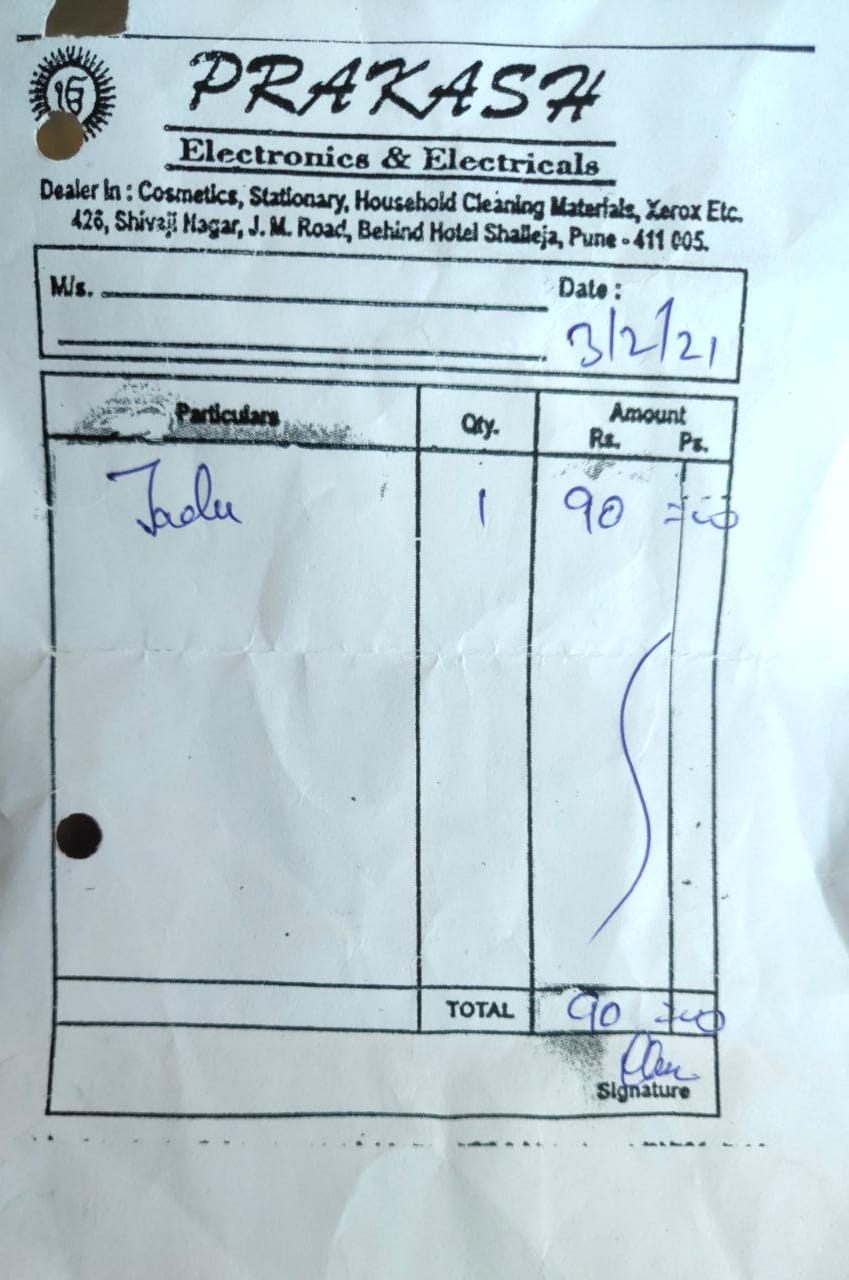 ੴ
PRAKASH
Electronics & Electricals
Dealer in : Cosmetics, Stationary, Household Cleaning Materials, Xerox Etc.
426, Shivaji Nagar, J. M. Road, Behind Hotel Shalleja, Pune - 411 005.
M/s. Date :
3/2/21
Particulars Qty. Amount
Rs. Ps.
Jadu 1 90 =00
TOTAL 90 =00
Signature